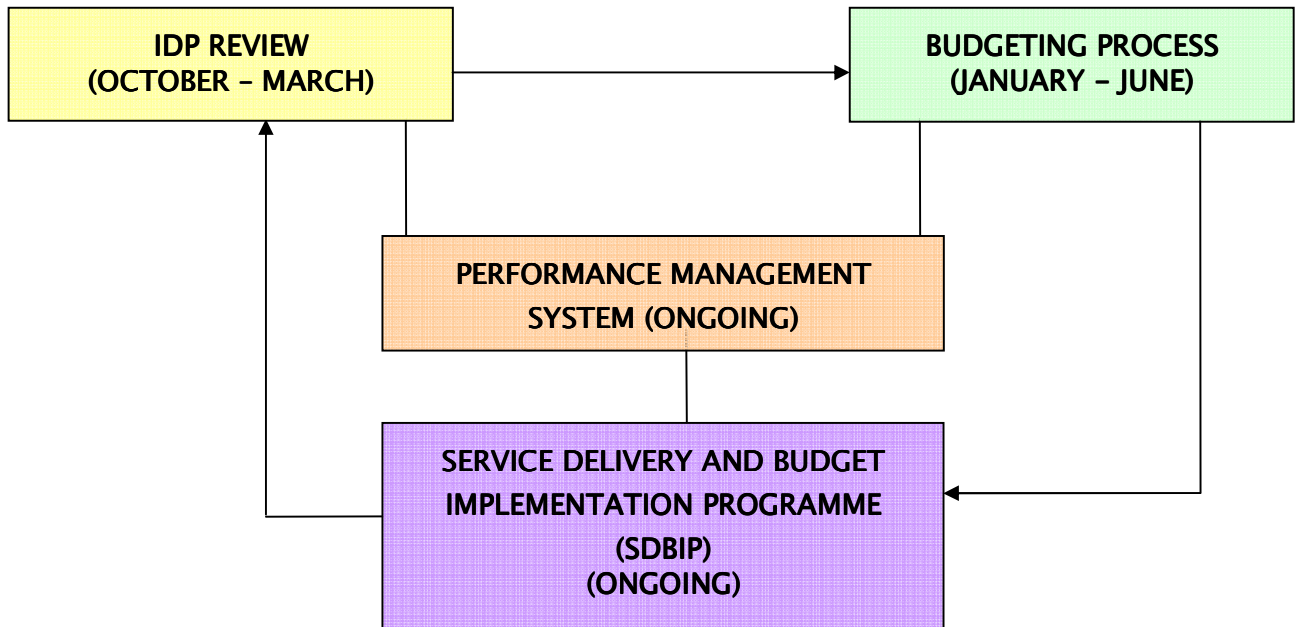 IDP REVIEW
(OCTOBER – MARCH)
BUDGETING PROCESS
(JANUARY – JUNE)
PERFORMANCE MANAGEMENT
SYSTEM (ONGOING)
SERVICE DELIVERY AND BUDGET
IMPLEMENTATION PROGRAMME
(SDBIP)
(ONGOING)